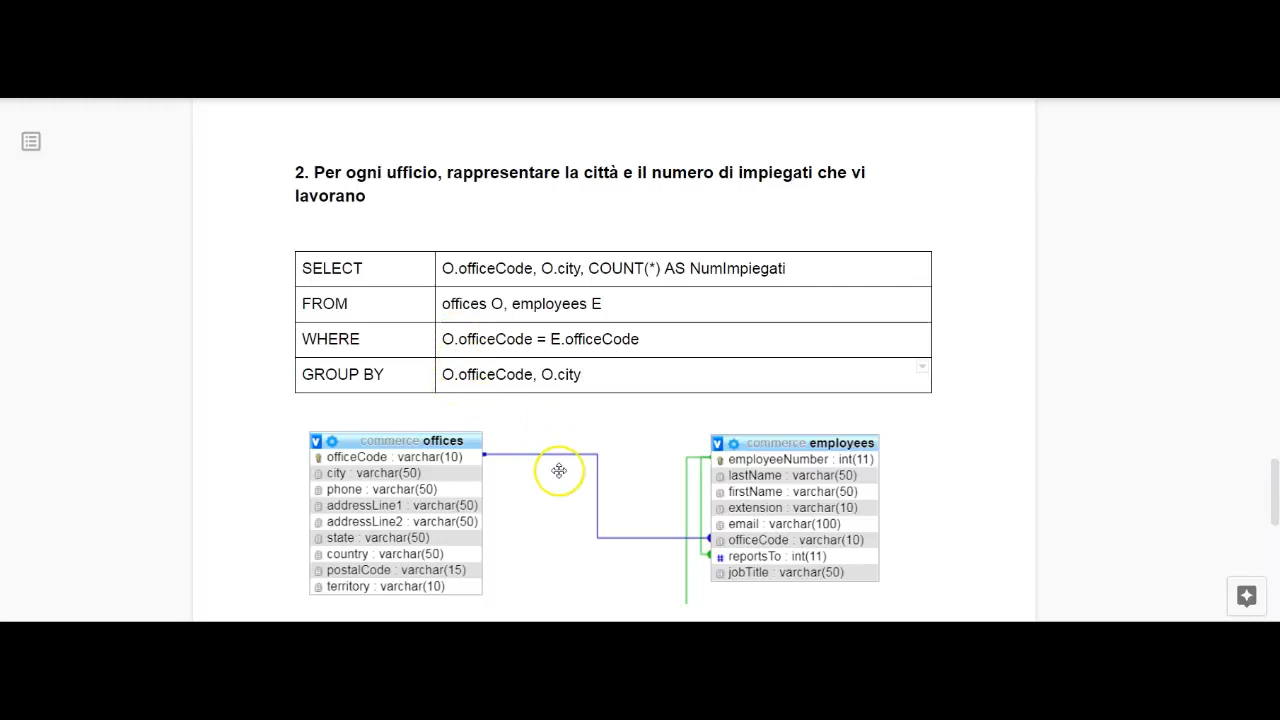 2. Per ogni ufficio, rappresentare la città e il numero di impiegati che vi
lavorano
SELECT O.officeCode, O.city, COUNT(*) AS NumImpiegati
FROM offices O, employees E
WHERE O.officeCode = E.officeCode
GROUP BY O.officeCode, O.city
v commerce offices
officeCode : varchar(10)
city : varchar(50)
phone : varchar(50)
addressLine1 : varchar(50)
addressLine2 : varchar(50)
state : varchar(50)
country : varchar(50)
postalCode : varchar(15)
territory : varchar(10)
v commerce employees
employeeNumber : int(11)
lastName : varchar(50)
firstName : varchar(50)
extension : varchar(10)
email : varchar(100)
officeCode : varchar(10)
# reportsTo : int(11)
jobTitle : varchar(50)